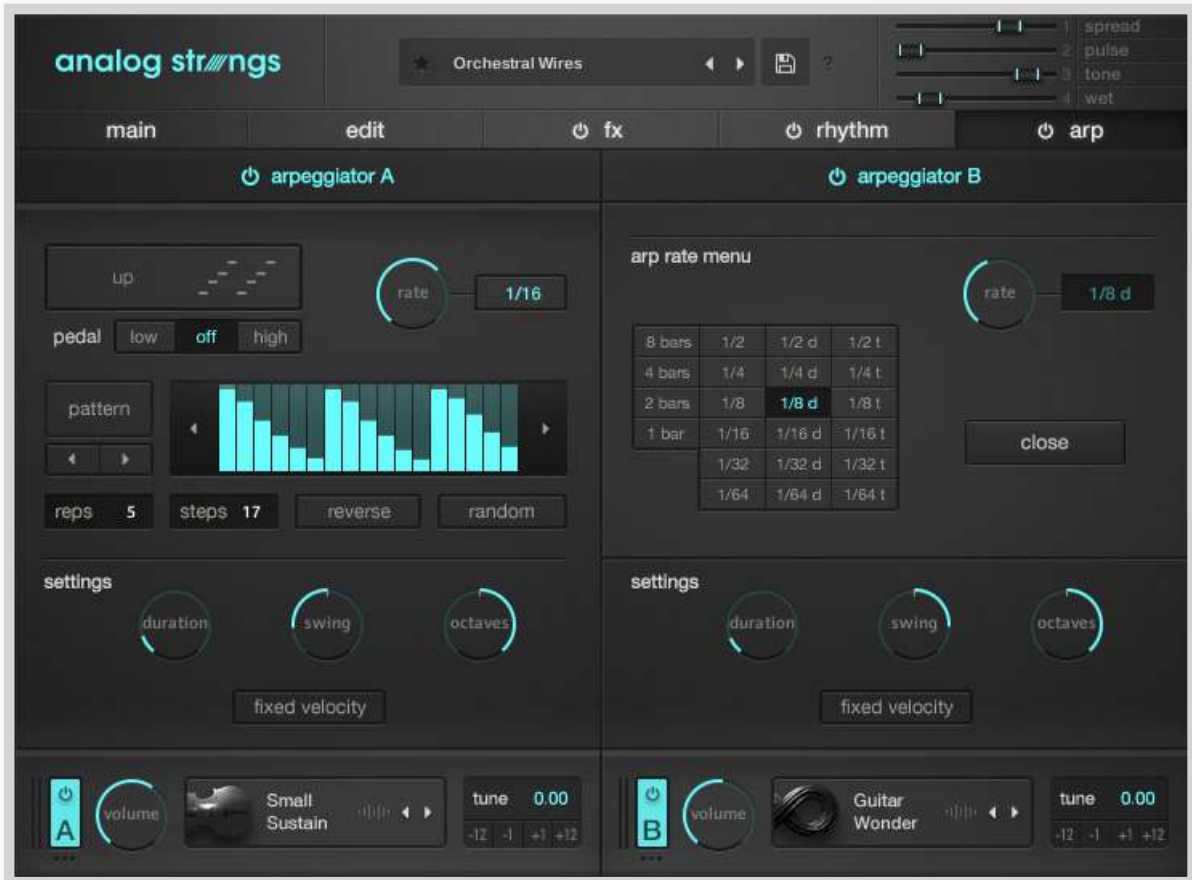 analog strings
Orchestral Wires
?
1 spread
2 pulse
3 tone
4 wet
main edit fx rhythm arp
arpeggiator A
up
rate
1/16
pedal low off high
pattern
reps 5 steps 17 reverse random
settings
duration swing octaves
fixed velocity
A
volume
Small
Sustain
tune 0.00
-12 -1 +1 +12
arpeggiator B
arp rate menu
rate
1/8 d
8 bars 1/2 1/2 d 1/2 t
4 bars 1/4 1/4 d 1/4 t
2 bars 1/8 1/8 d 1/8 t
1 bar 1/16 1/16 d 1/16 t
1/32 1/32 d 1/32 t
1/64 1/64 d 1/64 t
close
settings
duration swing octaves
fixed velocity
B
volume
Guitar
Wonder
tune 0.00
-12 -1 +1 +12